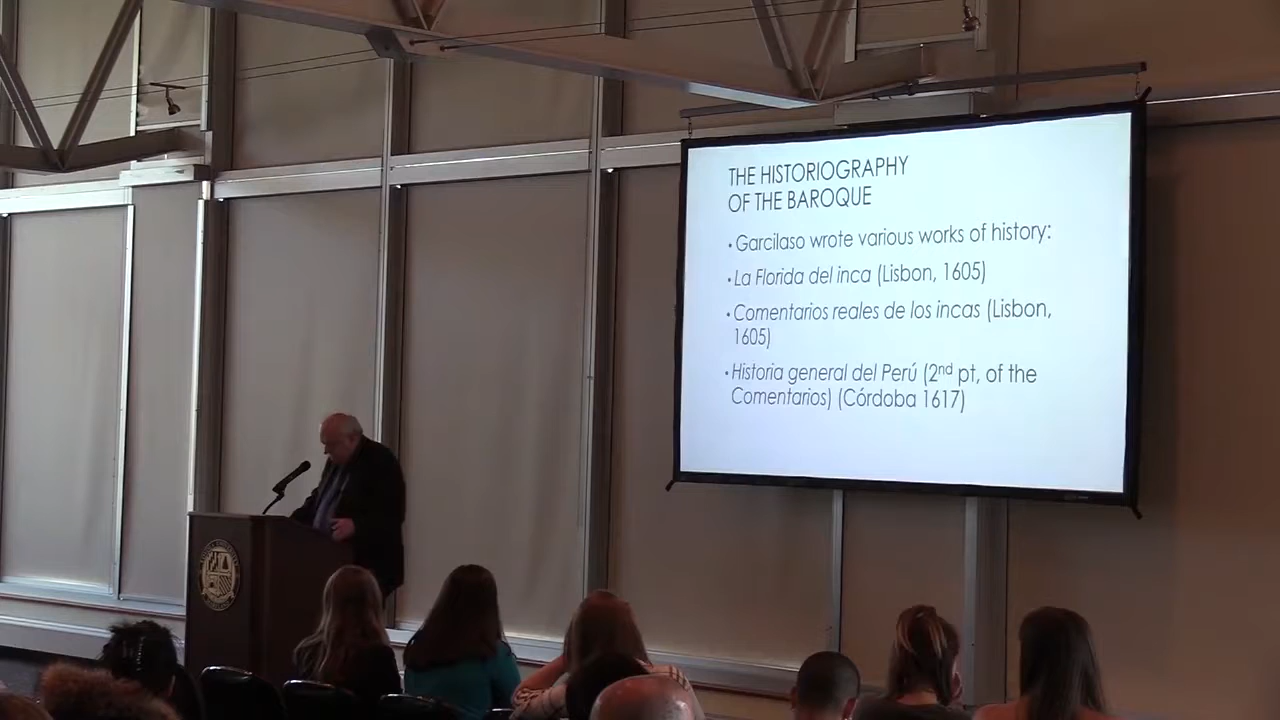 THE HISTORIOGRAPHY
OF THE BAROQUE
• Garcilaso wrote various works of history:
• La Florida del inca (Lisbon, 1605)
• Comentarios reales de los incas (Lisbon,
1605)
• Historia general del Perú (2nd pt, of the
Comentarios) (Córdoba 1617)